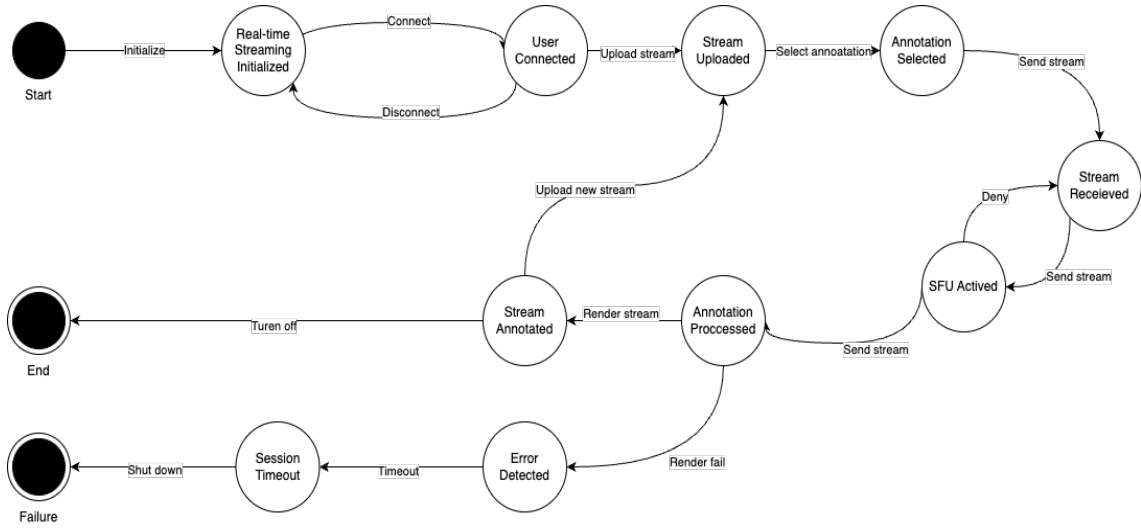 Real-time
Streaming
Initialized
Connect
User
Connected
Stream
Uploaded
Annotation
Selected
Initialize
Upload stream
Select annoatation
Send stream
Start
Disconnect
Stream
Receieved
Deny
Upload new stream
Send stream
SFU Actived
Stream
Annotated
Render stream
Annotation
Proccessed
Turen off
Send stream
End
Session
Timeout
Error
Detected
Render fail
Shut down
Timeout
Failure